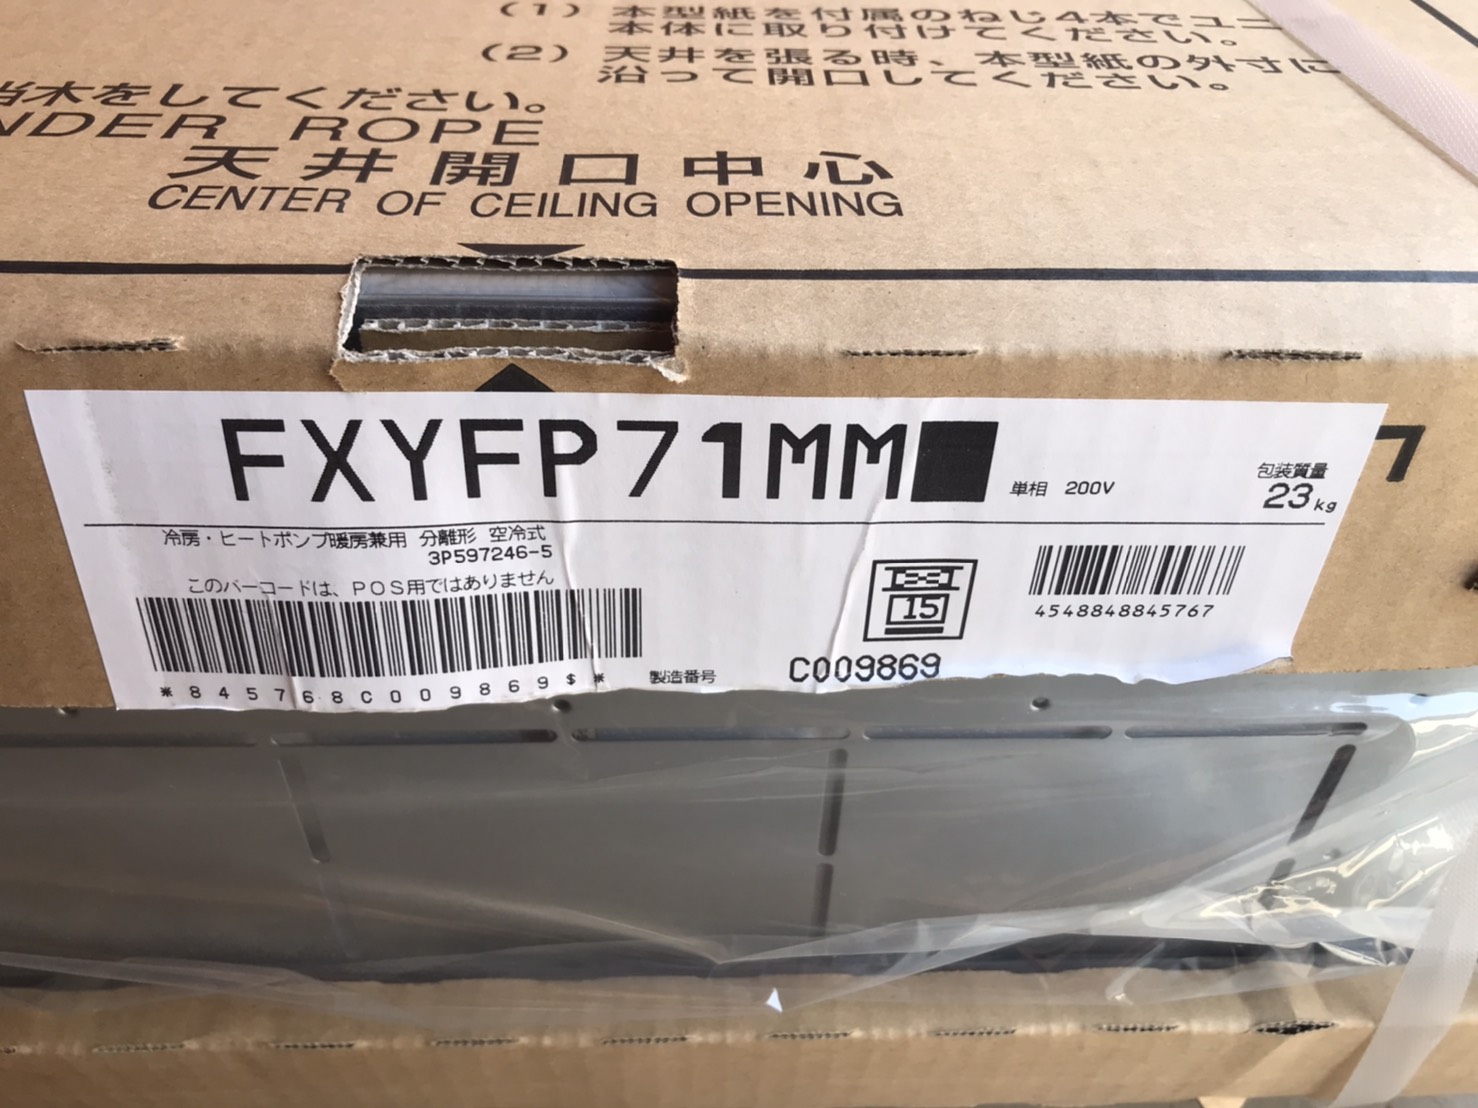 (1) 本型紙を付属のねじ4本でユニ
本体に取り付けてください。
(2) 天井を張る時、本型紙の外寸に
沿って開口してください。
当木をしてください。
NDER ROPE
天井開口中心
CENTER OF CEILING OPENING
FXYFP71MM■
単相 200V
包装質量
23kg
冷房・ヒートポンプ暖房兼用 分離形 空冷式
3P597246-5
このバーコードは、POS用ではありません
*845768C009869$*
製造番号 C009869
15
4548848845767